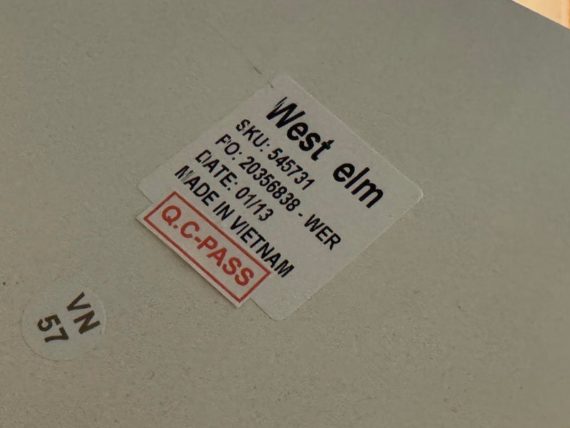 West elm
SKU: 545731
PO: 20356838 - WER
DATE: 01/13
MADE IN VIETNAM
Q.C-PASS
VN
57